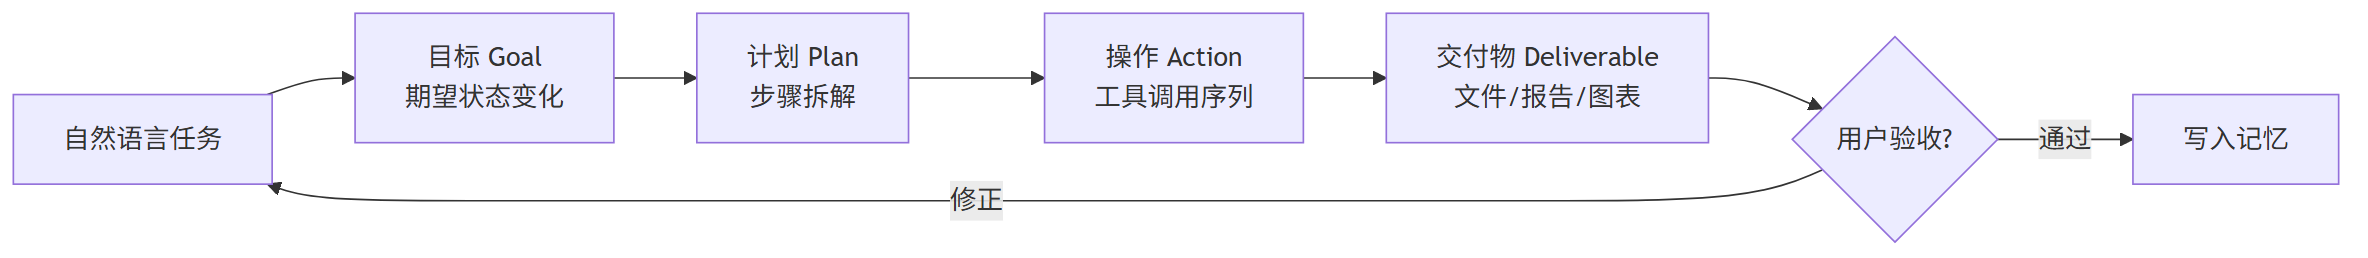 自然语言任务
目标 Goal
期望状态变化
计划 Plan
步骤拆解
操作 Action
工具调用序列
交付物 Deliverable
文件/报告/图表
用户验收?
通过
写入记忆
修正